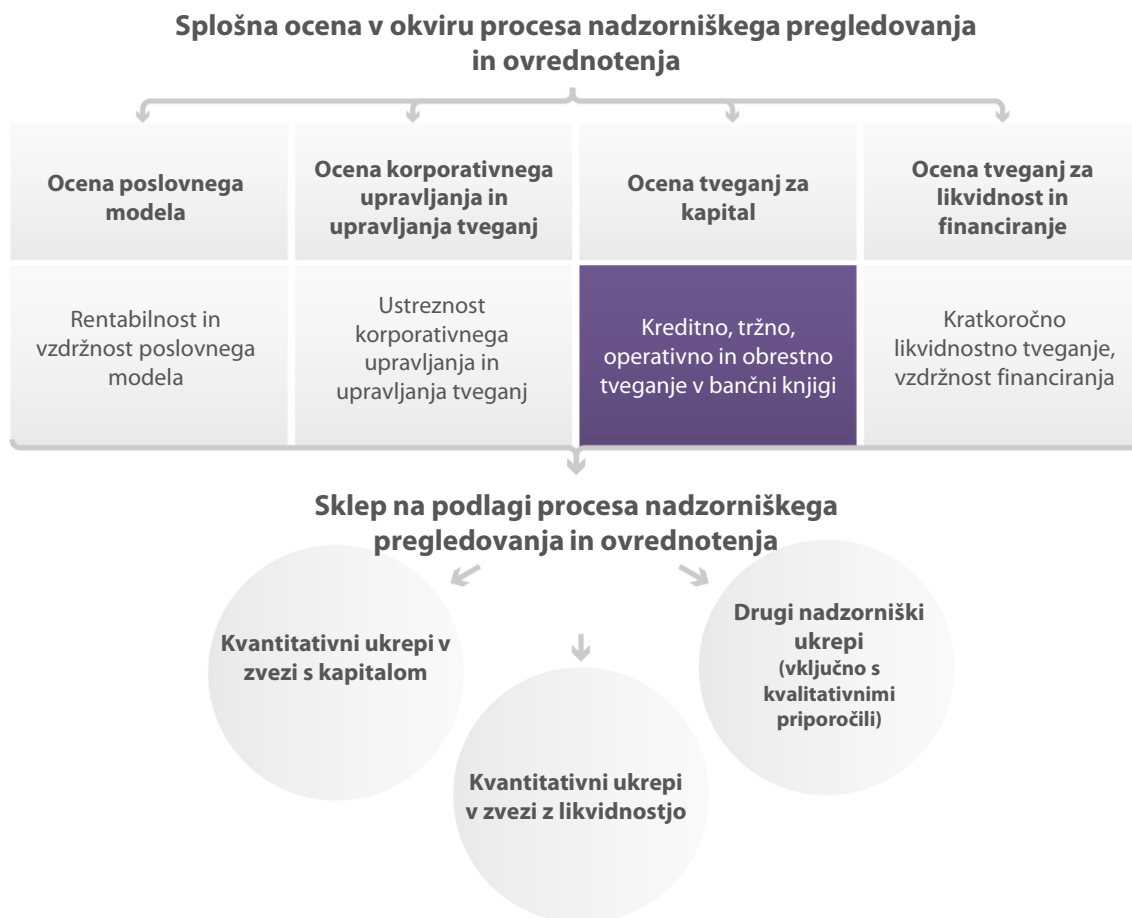 Splošna ocena v okviru procesa nadzorniškega pregledovanja
in ovrednotenja
Ocena poslovnega
modela
Ocena korporativnega
upravljanja in
upravljanja tveganj
Ocena tveganj za
kapital
Ocena tveganj za
likvidnost in
financiranje
Rentabilnost in
vzdržnost poslovnega
modela
Ustreznost
korporativnega
upravljanja in
upravljanja tveganj
Kreditno, tržno,
operativno in obrestno
tveganje v bančni knjigi
Kratkoročno
likvidnostno tveganje,
vzdržnost financiranja
Sklep na podlagi procesa nadzorniškega
pregledovanja in ovrednotenja
Kvantitativni ukrepi v
zvezi s kapitalom
Kvantitativni ukrepi
v zvezi z likvidnostjo
Drugi nadzorniški
ukrepi
(vključno s
kvalitativnimi
priporočili)